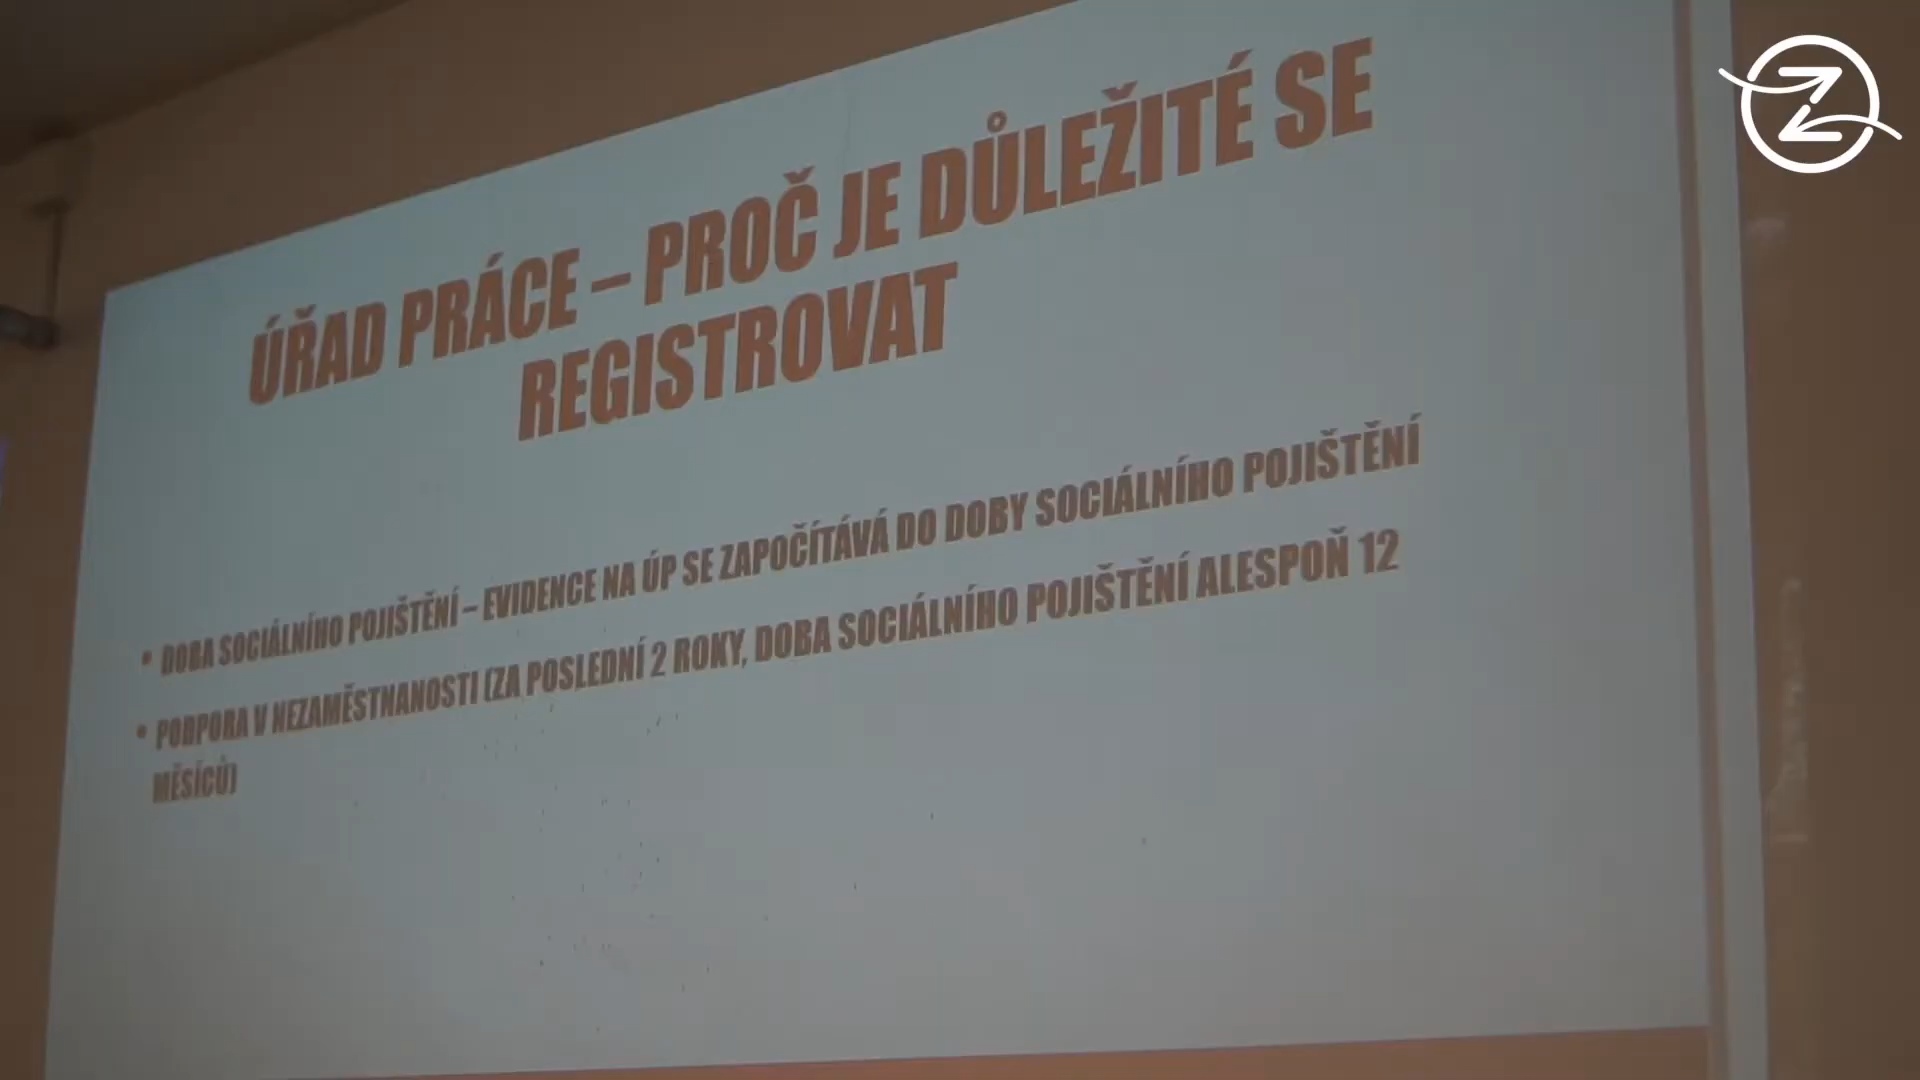 ÚŘAD PRÁCE – PROČ JE DŮLEŽITÉ SE
REGISTROVAT
• DOBA SOCIÁLNÍHO POJIŠTĚNÍ – EVIDENCE NA ÚP SE ZAPOČÍTÁVÁ DO DOBY SOCIÁLNÍHO POJIŠTĚNÍ
• PODPORA V NEZAMĚSTNANOSTI (ZA POSLEDNÍ 2 ROKY, DOBA SOCIÁLNÍHO POJIŠTĚNÍ ALESPOŇ 12
MĚSÍCŮ)
Z